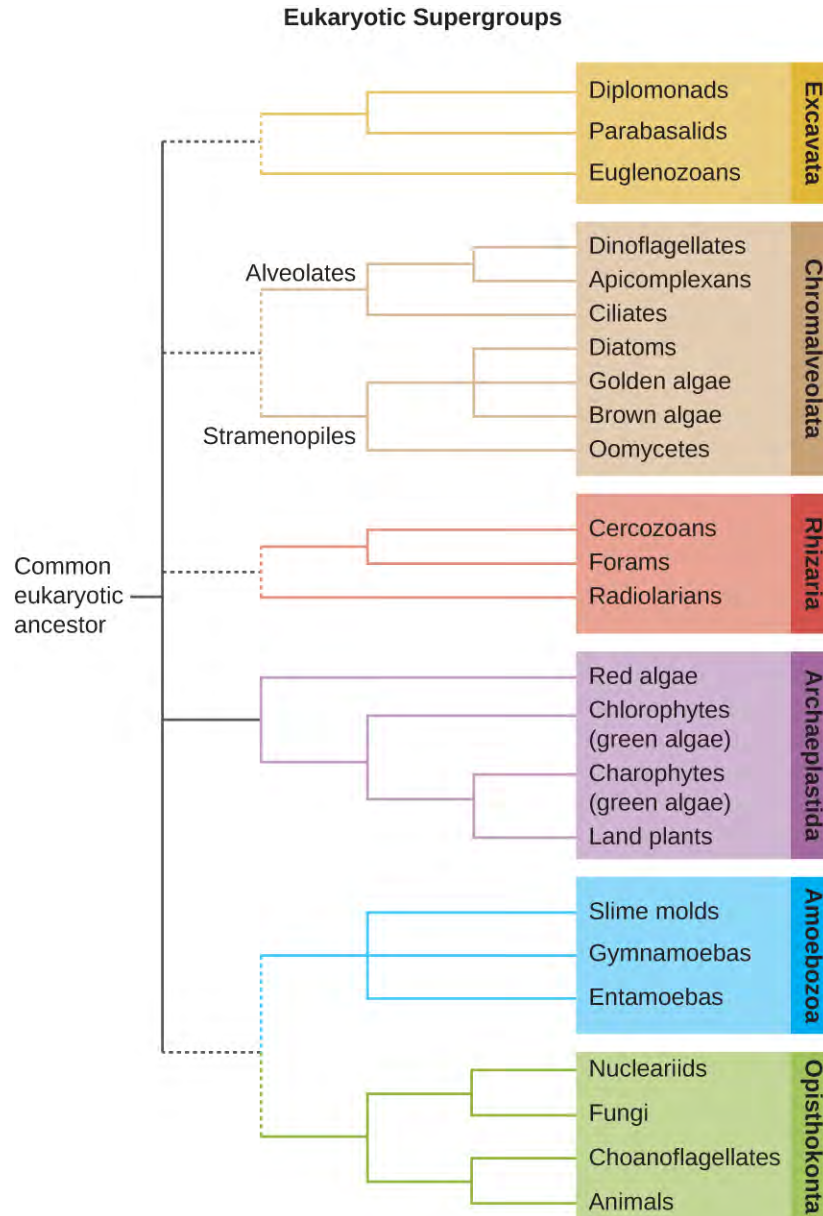 Eukaryotic Supergroups
Diplomonads
Parabasalids
Euglenozoans
Excavata
Alveolates
Stramenopiles
Dinoflagellates
Apicomplexans
Ciliates
Diatoms
Golden algae
Brown algae
Oomycetes
Chromalveolata
Common
eukaryotic
ancestor
Cercozoans
Forams
Radiolarians
Rhizaria
Red algae
Chlorophytes
(green algae)
Charophytes
(green algae)
Land plants
Archaeplastida
Slime molds
Gymnamoebas
Entamoebas
Amoebozoa
Nucleariids
Fungi
Choanoflagellates
Animals
Opisthokonta